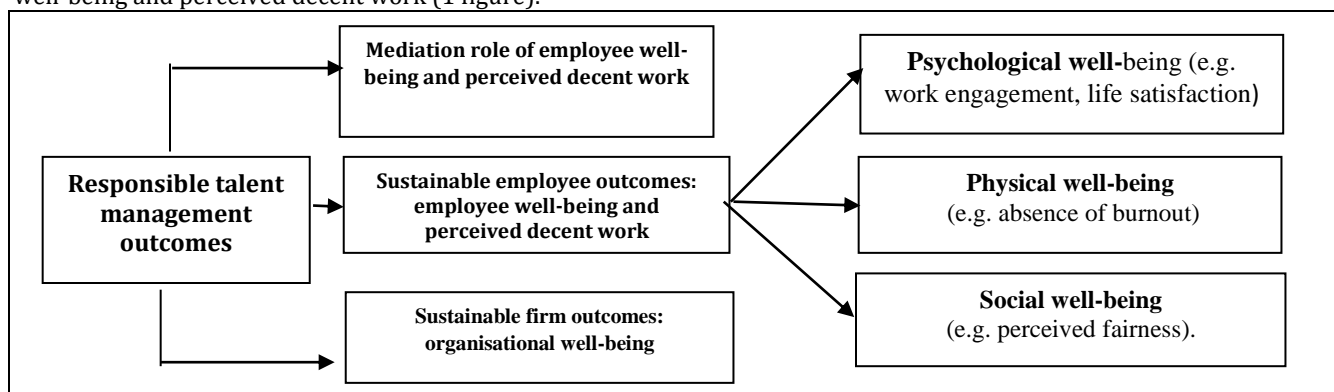 well-being and perceived decent work (1 figure).
Mediation role of employee well-
being and perceived decent work
Psychological well-being (e.g.
work engagement, life satisfaction)
Responsible talent
management
outcomes
Sustainable employee outcomes:
employee well-being and
perceived decent work
Physical well-being
(e.g. absence of burnout)
Sustainable firm outcomes:
organisational well-being
Social well-being
(e.g. perceived fairness).